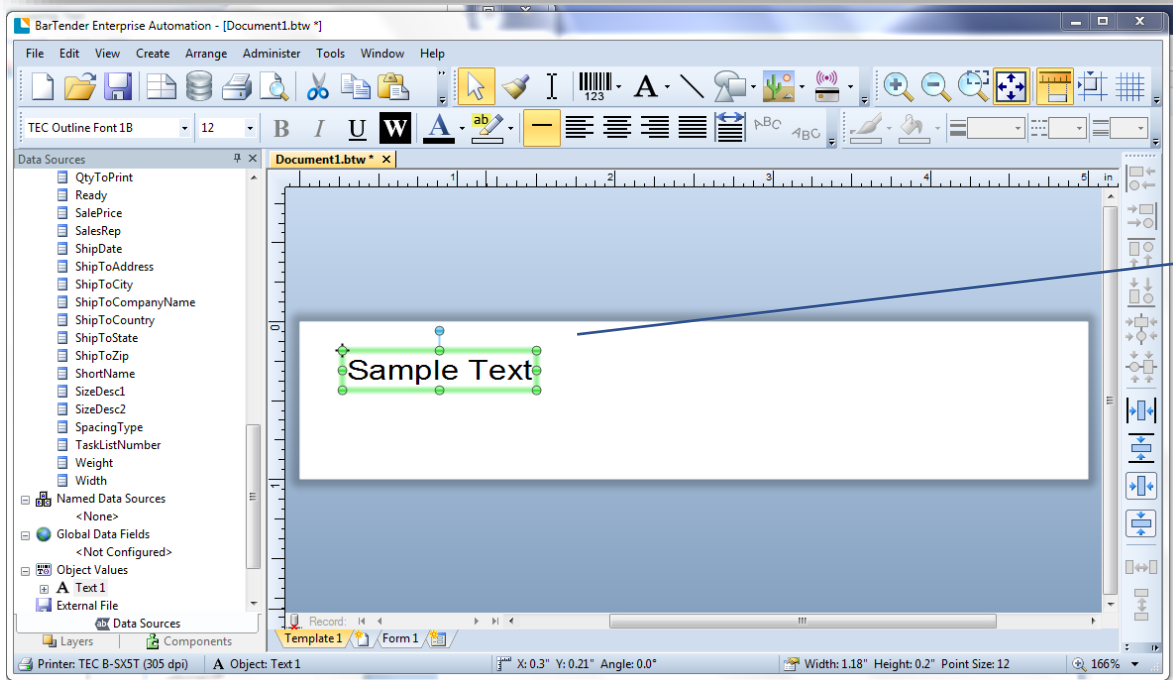 BarTender Enterprise Automation - [Document1.btw *]
File Edit View Create Arrange Administer Tools Window Help
123 A
TEC Outline Font 1B 12 B I U W A ab ABC ABC
Data Sources
Document1.btw *
QtyToPrint
Ready
SalePrice
SalesRep
ShipDate
ShipToAddress
ShipToCity
ShipToCompanyName
ShipToCountry
ShipToState
ShipToZip
ShortName
SizeDesc1
SizeDesc2
SpacingType
TaskListNumber
Weight
Width
Named Data Sources
<None>
Global Data Fields
<Not Configured>
Object Values
A Text 1
External File
Data Sources
Layers Components
1 2 3 4 5 in
0
1
Sample Text
Record:
Template 1 Form 1
Printer: TEC B-SX5T (305 dpi) A Object: Text 1 X: 0.3" Y: 0.21" Angle: 0.0° Width: 1.18" Height: 0.2" Point Size: 12 166%